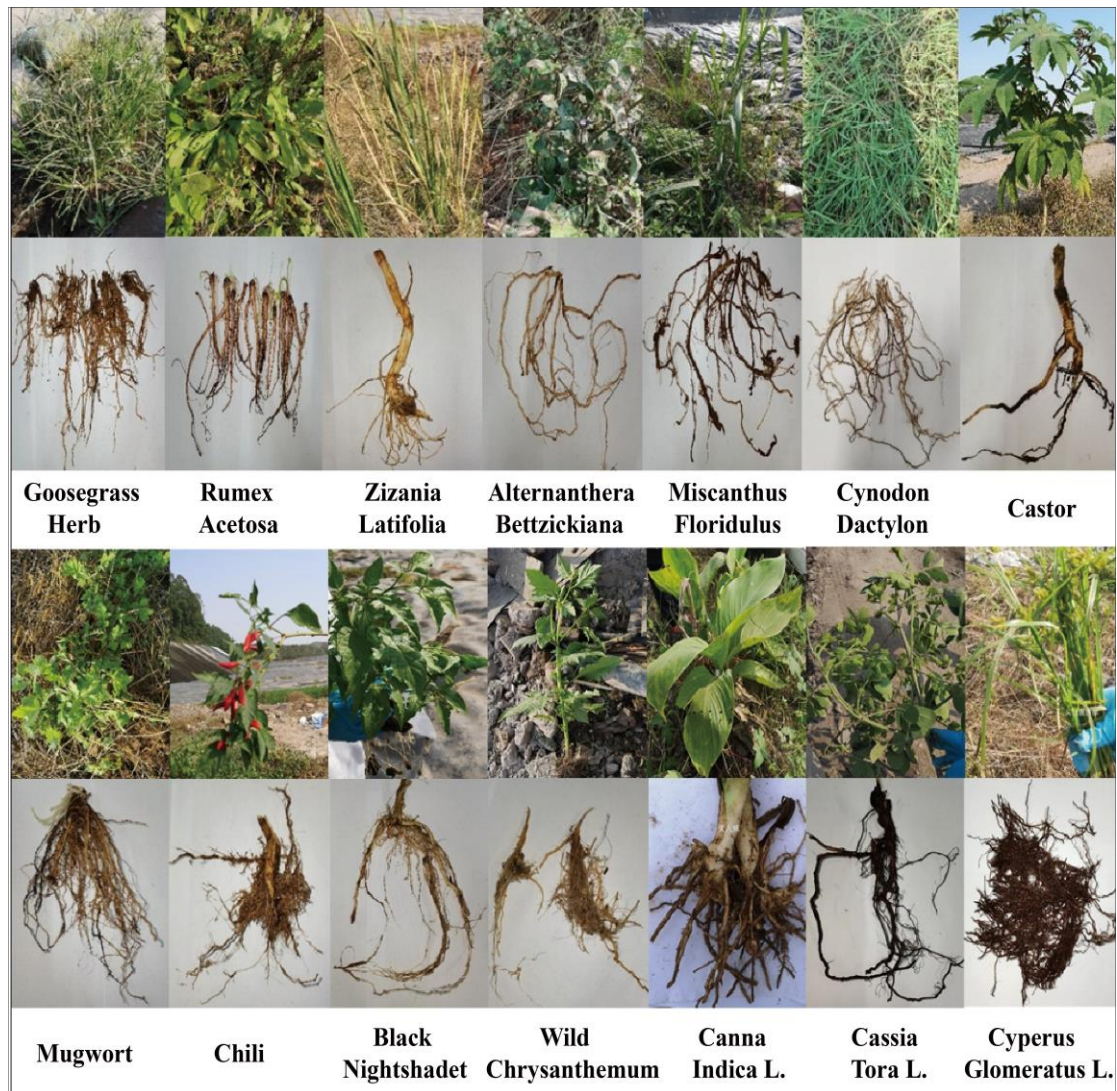 Goosegrass Herb
Rumex Acetosa
Zizania Latifolia
Alternanthera Bettzickiana
Miscanthus Floridulus
Cynodon Dactylon
Castor
Mugwort
Chili
Black Nightshadet
Wild Chrysanthemum
Canna Indica L.
Cassia Tora L.
Cyperus Glomeratus L.